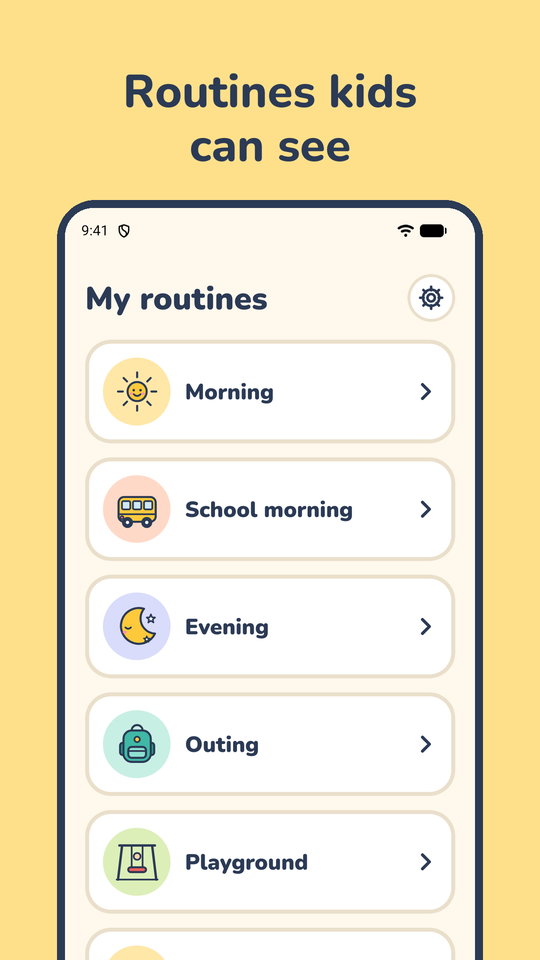 Routines kids
can see
9:41
My routines
Morning
School morning
Evening
Outing
Playground